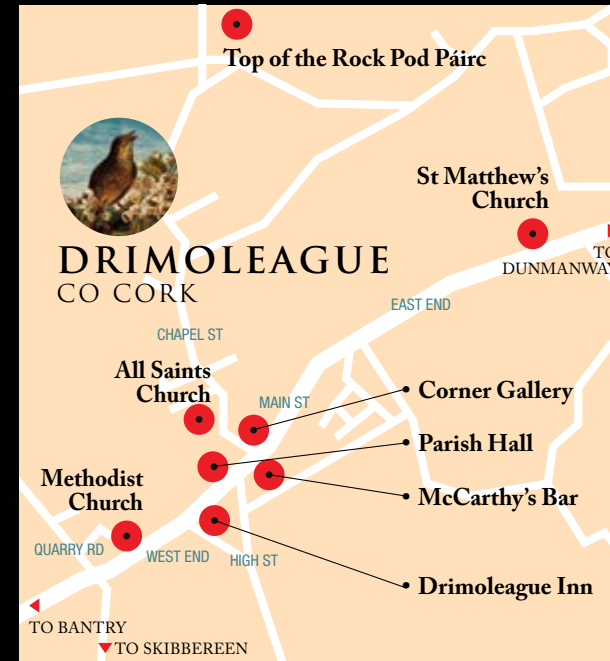 Top of the Rock Pod Páirc
St Matthew's
Church
TO
DUNMANWAY
DRIMOLEAGUE
CO CORK
EAST END
CHAPEL ST
All Saints
Church
MAIN ST
Corner Gallery
Parish Hall
McCarthy's Bar
Methodist
Church
QUARRY RD
WEST END
HIGH ST
Drimoleague Inn
TO BANTRY
TO SKIBBEREEN